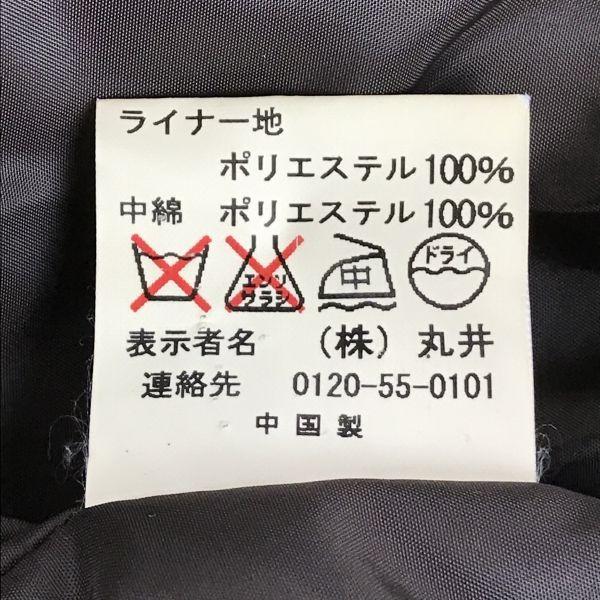 ライナー地
ポリエステル100%
中綿 ポリエステル100%
エンソ
サラシ
中
ドライ
表示者名 (株) 丸井
連絡先 0120-55-0101
中国製